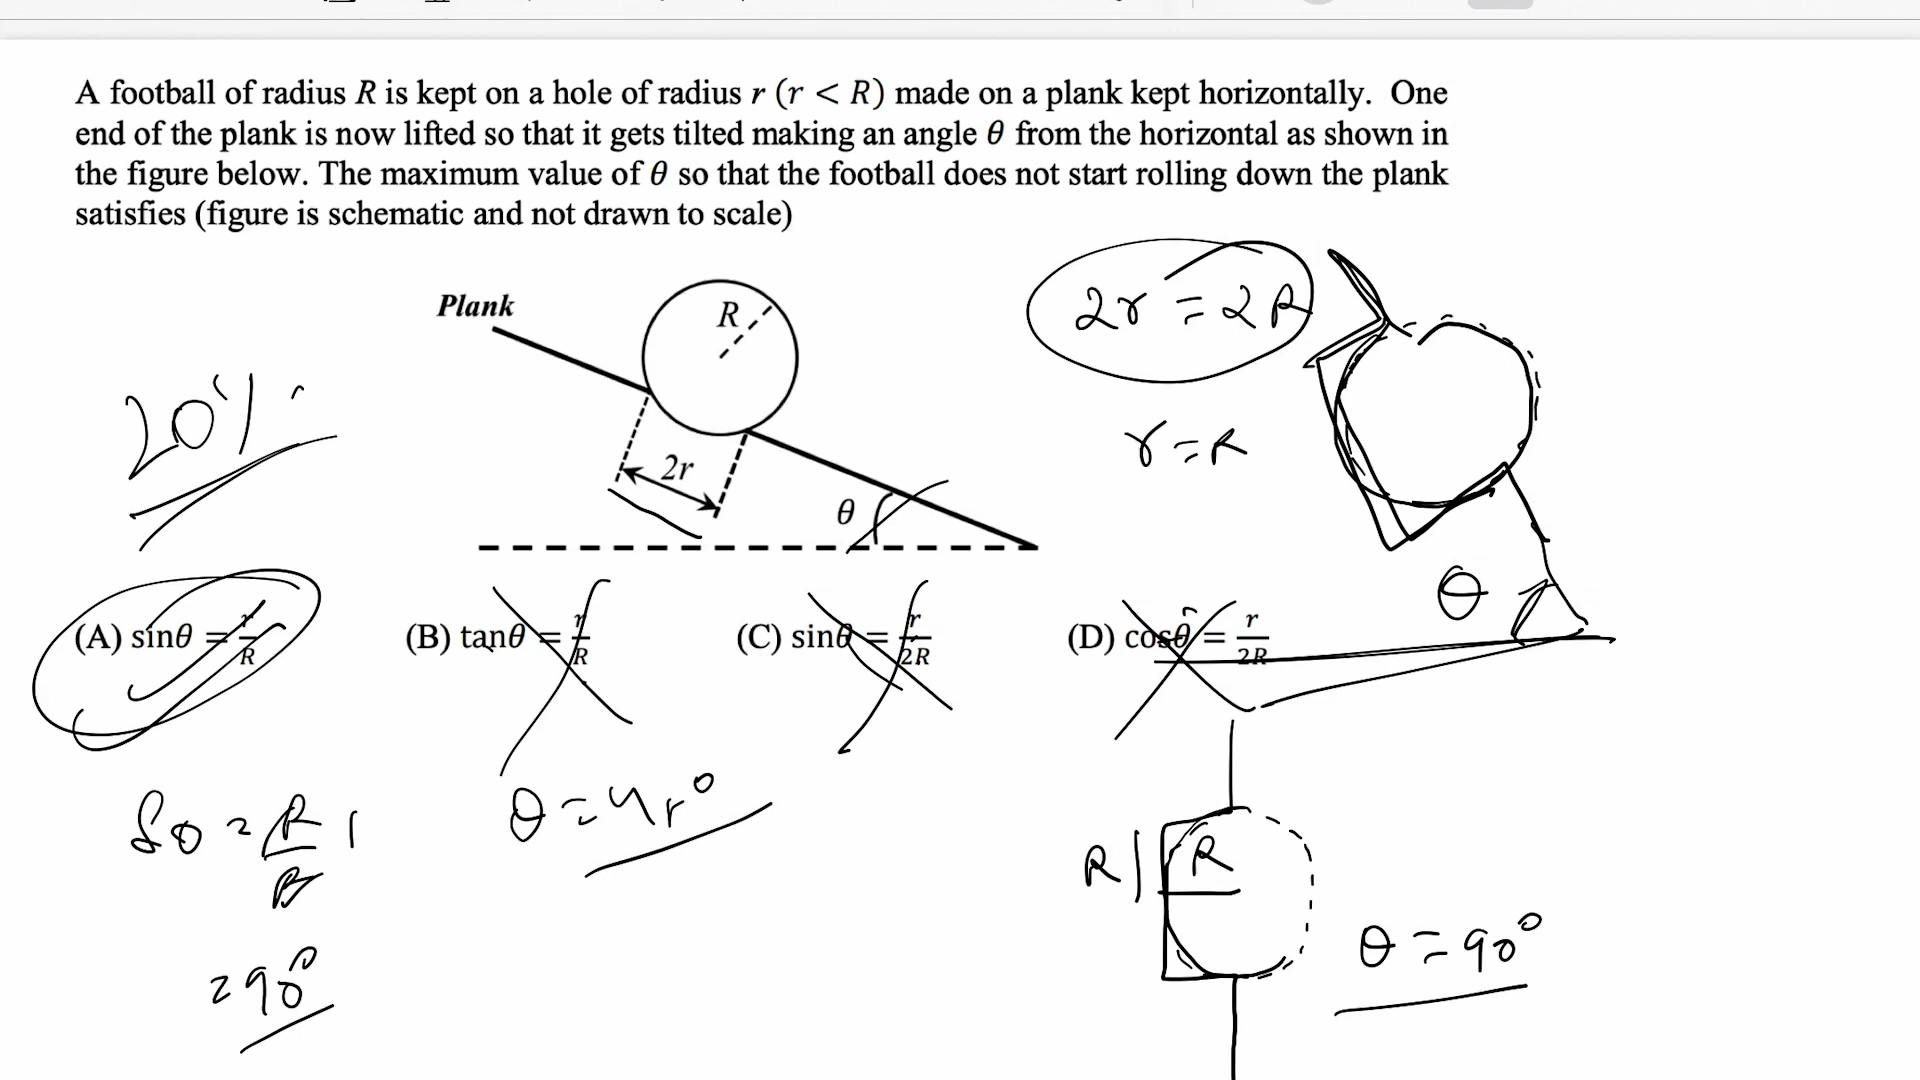 A football of radius R is kept on a hole of radius r (r < R) made on a plank kept horizontally. One
end of the plank is now lifted so that it gets tilted making an angle θ from the horizontal as shown in
the figure below. The maximum value of θ so that the football does not start rolling down the plank
satisfies (figure is schematic and not drawn to scale)
Plank
R
2r
θ
2r = 2R
r = R
20%
θ
(A) sinθ = r/R (B) tanθ = r/R (C) sinθ = r/2R (D) cosθ = r/2R
θ = 45°
R R
θ = 90°
= 90°